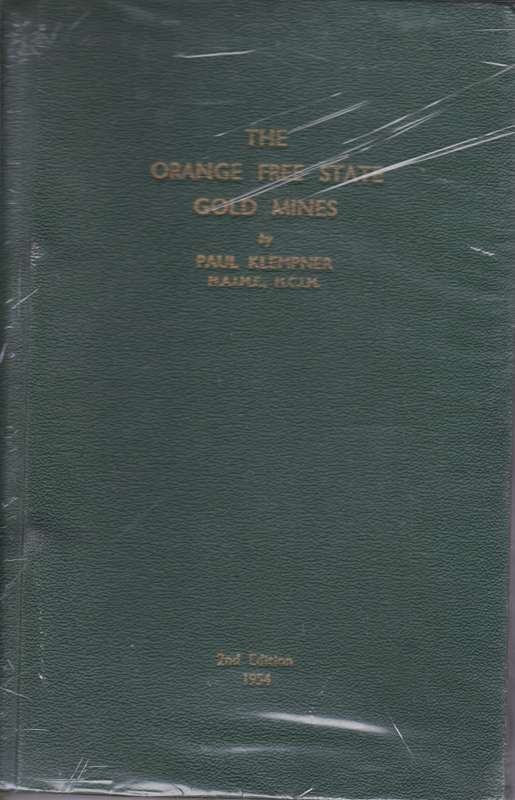 THE
ORANGE FREE STATE
GOLD MINES
by
PAUL KLEMPNER
M.A.I.M.E., M.C.I.M.
2nd Edition
1954